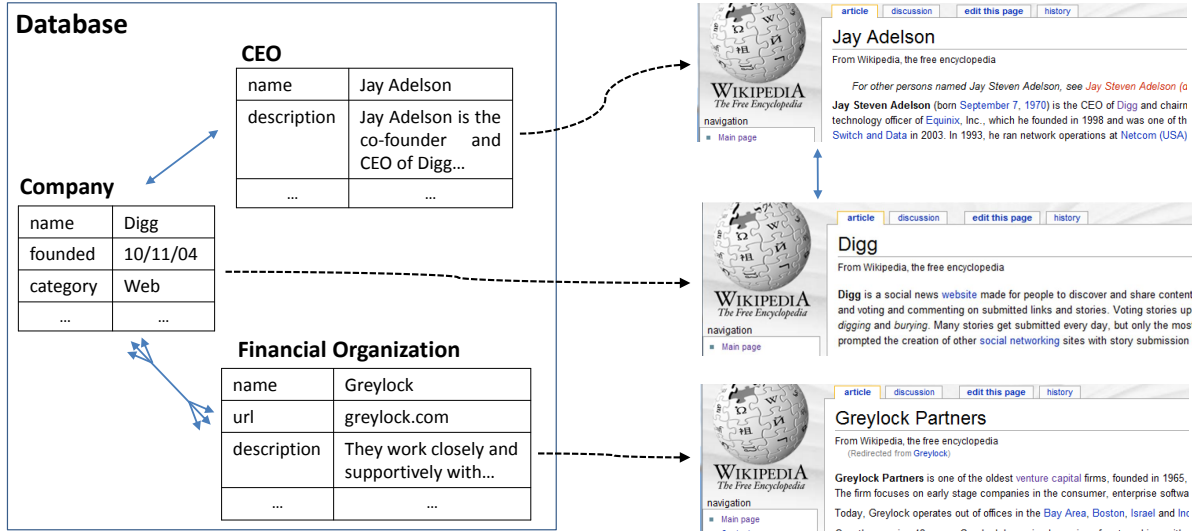 Database
CEO
name Jay Adelson
description Jay Adelson is the
co-founder and
CEO of Digg...
... ...
Company
name Digg
founded 10/11/04
category Web
... ...
Financial Organization
name Greylock
url greylock.com
description They work closely and
supportively with...
... ...
WIKIPEDIA
The Free Encyclopedia
navigation
Main page
article discussion edit this page history
Jay Adelson
From Wikipedia, the free encyclopedia
For other persons named Jay Steven Adelson, see Jay Steven Adelson (d
Jay Steven Adelson (born September 7, 1970) is the CEO of Digg and chairm
technology officer of Equinix, Inc., which he founded in 1998 and was one of th
Switch and Data in 2003. In 1993, he ran network operations at Netcom (USA)
WIKIPEDIA
The Free Encyclopedia
navigation
Main page
article discussion edit this page history
Digg
From Wikipedia, the free encyclopedia
Digg is a social news website made for people to discover and share content
and voting and commenting on submitted links and stories. Voting stories up
digging and burying. Many stories get submitted every day, but only the mos
prompted the creation of other social networking sites with story submission
WIKIPEDIA
The Free Encyclopedia
navigation
Main page
article discussion edit this page history
Greylock Partners
From Wikipedia, the free encyclopedia
(Redirected from Greylock)
Greylock Partners is one of the oldest venture capital firms, founded in 1965,
The firm focuses on early stage companies in the consumer, enterprise softwa
Today, Greylock operates out of offices in the Bay Area, Boston, Israel and Inc